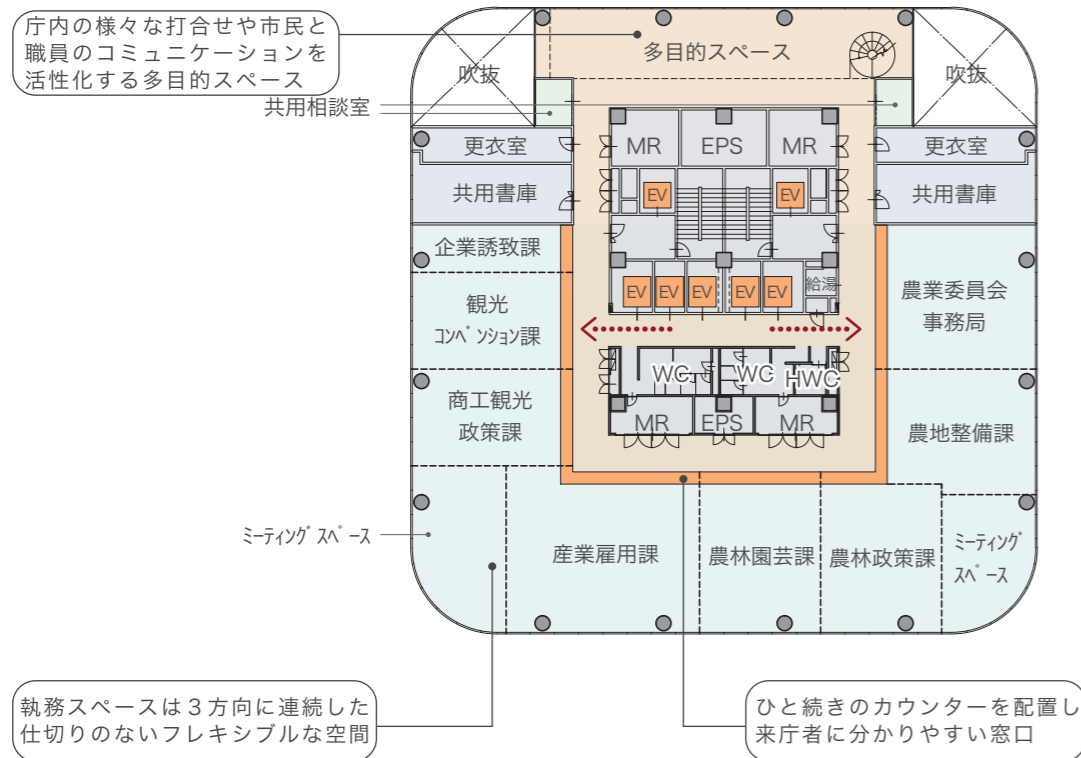 庁内の様々な打合せや市民と
職員のコミュニケーションを
活性化する多目的スペース
多目的スペース
吹抜
吹抜
共用相談室
更衣室
MR
EPS
MR
更衣室
共用書庫
EV
EV
共用書庫
企業誘致課
観光
コンベンション課
EV
EV
EV
EV
EV
給湯
農業委員会
事務局
商工観光
政策課
WC
WC
HWC
MR
EPS
MR
農地整備課
ミーティングスペース
産業雇用課
農林園芸課
農林政策課
ミーティング
スペース
執務スペースは3方向に連続した
仕切りのないフレキシブルな空間
ひと続きのカウンターを配置し
来庁者に分かりやすい窓口